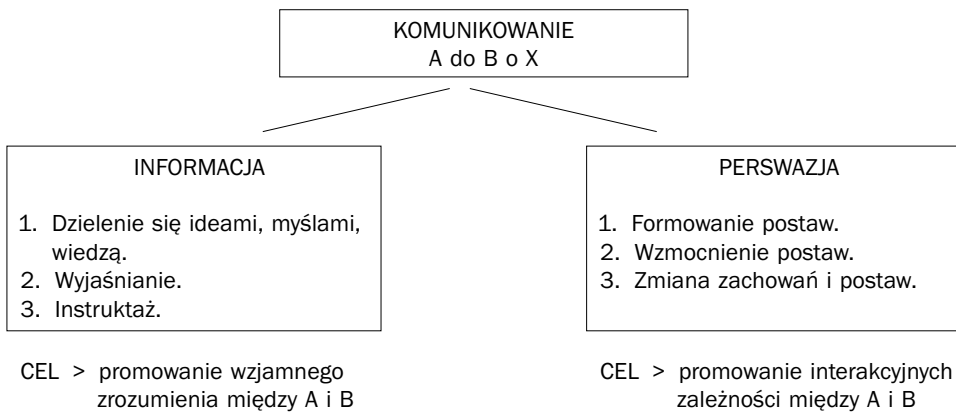 KOMUNIKOWANIE
A do B o X
INFORMACJA
1. Dzielenie się ideami, myślami,
wiedzą.
2. Wyjaśnianie.
3. Instruktaż.
CEL > promowanie wzjamnego
zrozumienia między A i B
PERSWAZJA
1. Formowanie postaw.
2. Wzmocnienie postaw.
3. Zmiana zachowań i postaw.
CEL > promowanie interakcyjnych
zależności między A i B